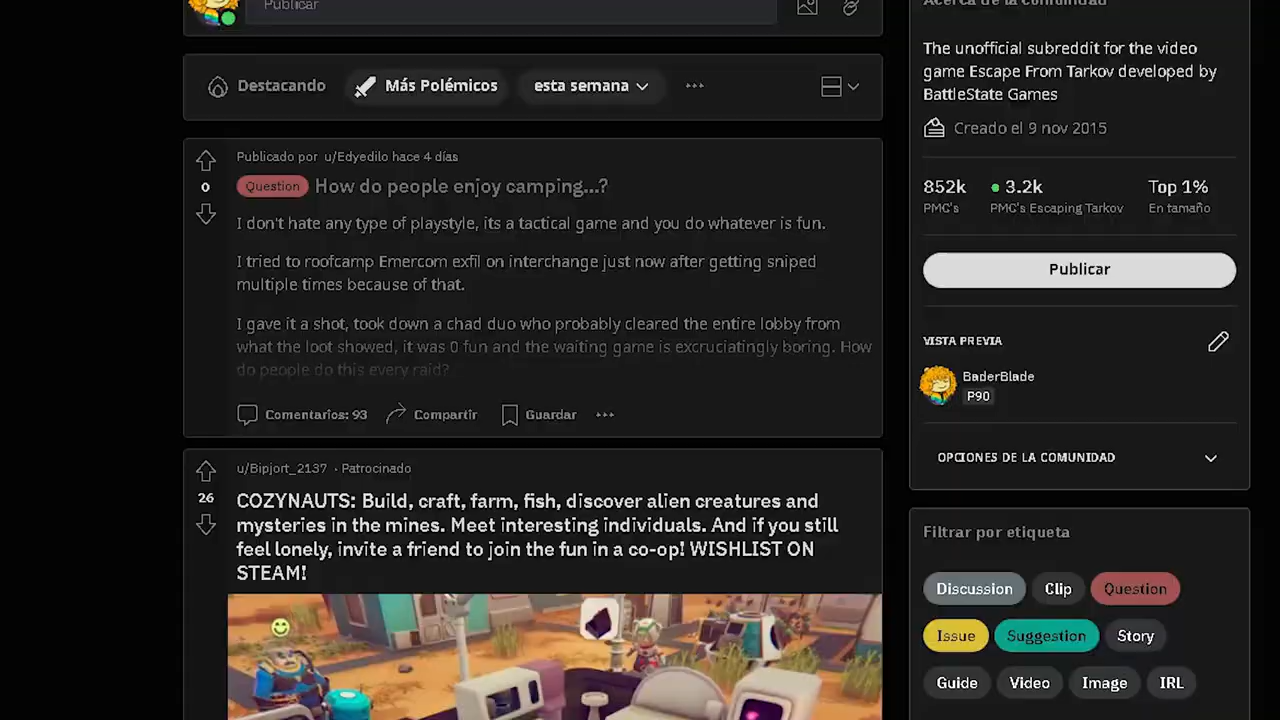 Publicar
Destacando
Más Polémicos
esta semana
Publicado por u/Edyedilo hace 4 días
0
Question How do people enjoy camping...?
I don't hate any type of playstyle, its a tactical game and you do whatever is fun.
I tried to roofcamp Emercom exfil on interchange just now after getting sniped
multiple times because of that.
I gave it a shot, took down a chad duo who probably cleared the entire lobby from
what the loot showed, it was 0 fun and the waiting game is excruciatingly boring. How
do people do this every raid?
Comentarios: 93 Compartir Guardar
u/Bipjort_2137 · Patrocinado
26
COZYNAUTS: Build, craft, farm, fish, discover alien creatures and
mysteries in the mines. Meet interesting individuals. And if you still
feel lonely, invite a friend to join the fun in a co-op! WISHLIST ON
STEAM!
Acerca de la comunidad
The unofficial subreddit for the video
game Escape From Tarkov developed by
BattleState Games
Creado el 9 nov 2015
852k 3.2k Top 1%
PMC's PMC's Escaping Tarkov En tamaño
Publicar
VISTA PREVIA
BaderBlade
P90
OPCIONES DE LA COMUNIDAD
Filtrar por etiqueta
Discussion Clip Question
Issue Suggestion Story
Guide Video Image IRL